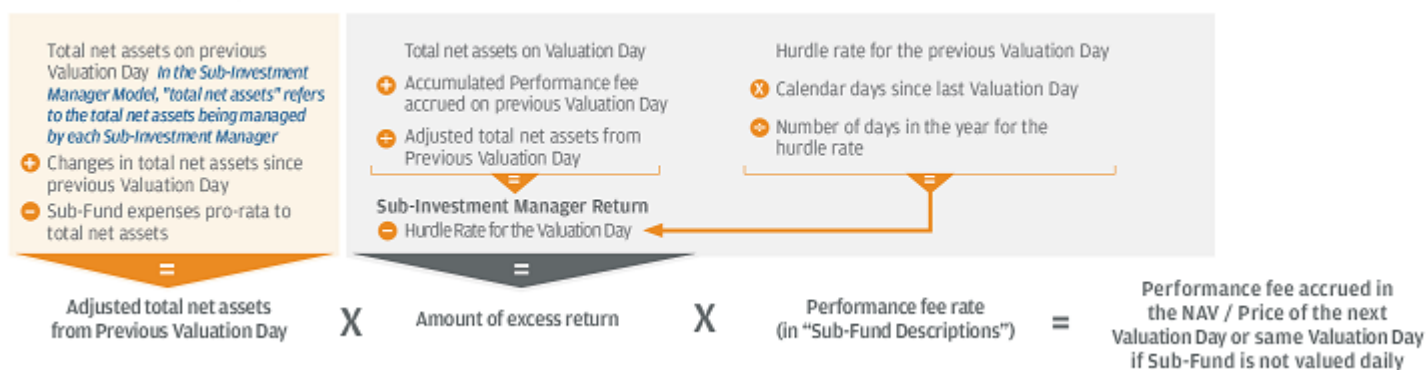 Total net assets on previous
Valuation Day In the Sub-Investment
Manager Model, "total net assets" refers
to the total net assets being managed
by each Sub-Investment Manager
+ Changes in total net assets since
previous Valuation Day
− Sub-Fund expenses pro-rata to
total net assets
=
Adjusted total net assets
from Previous Valuation Day
X
Total net assets on Valuation Day
+ Accumulated Performance fee
accrued on previous Valuation Day
÷ Adjusted total net assets from
Previous Valuation Day
=
Sub-Investment Manager Return
− Hurdle Rate for the Valuation Day
=
Amount of excess return
X
Hurdle rate for the previous Valuation Day
X Calendar days since last Valuation Day
÷ Number of days in the year for the
hurdle rate
=
Performance fee rate
(in “Sub-Fund Descriptions”)
=
Performance fee accrued in
the NAV / Price of the next
Valuation Day or same Valuation Day
if Sub-Fund is not valued daily